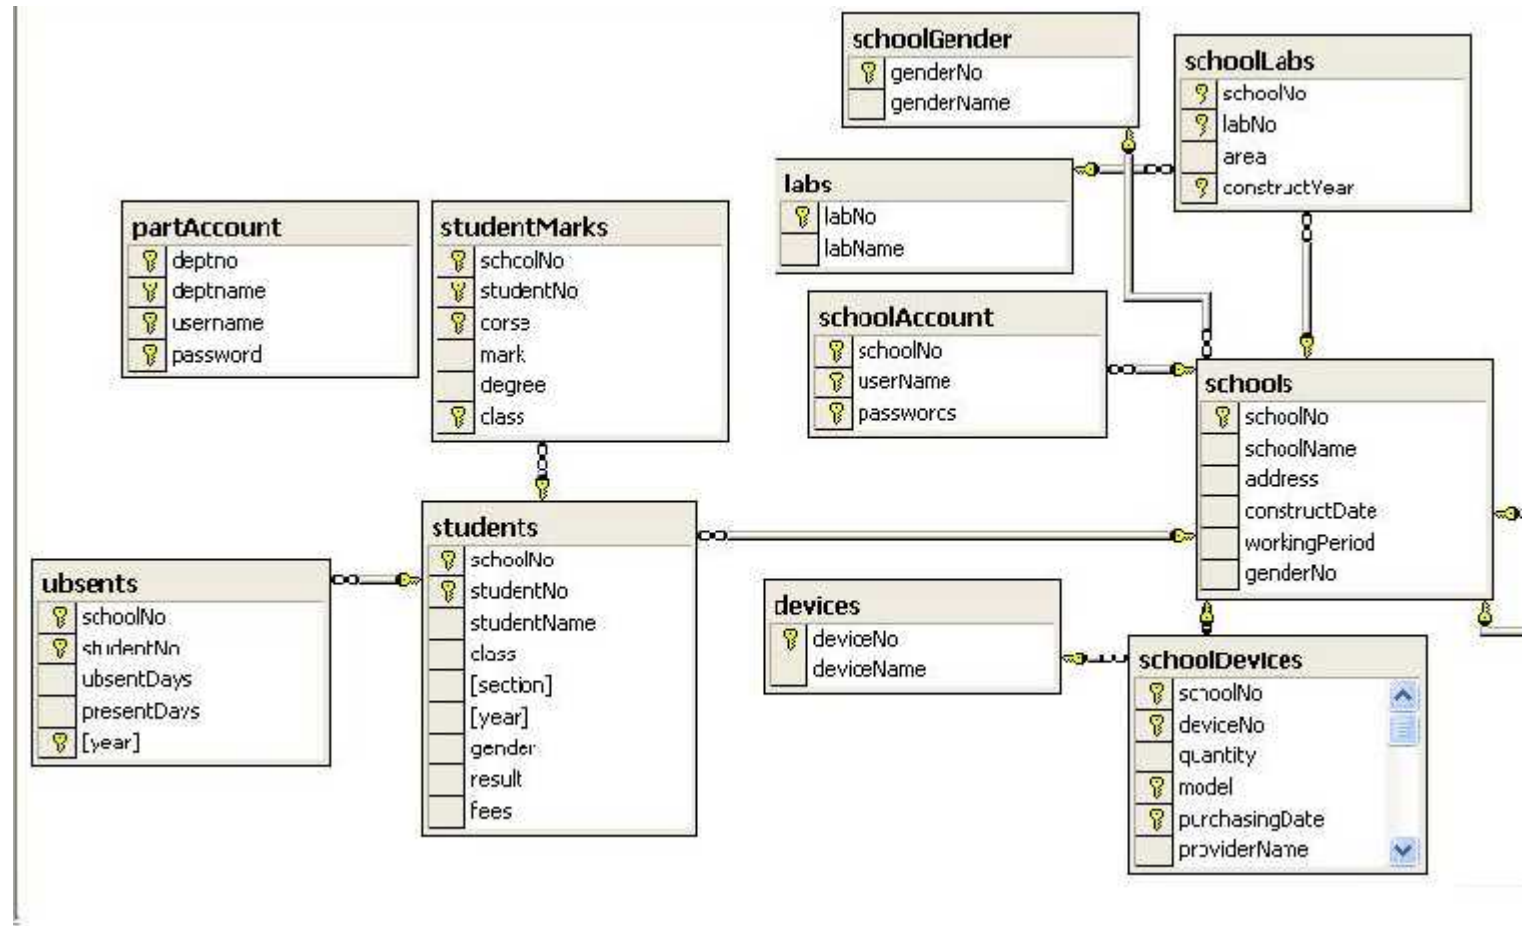 schoolGender
genderNo
genderName
schoolLabs
schoolNo
labNo
area
constructYear
labs
labNo
labName
partAccount
deptno
deptname
username
password
studentMarks
schoolNo
studentNo
corse
mark
degree
class
schoolAccount
schoolNo
userName
passwords
schools
schoolNo
schoolName
address
constructDate
workingPeriod
genderNo
students
schoolNo
studentNo
studentName
class
[section]
[year]
gender
result
fees
ubsents
schoolNo
studentNo
ubsentDays
presentDays
[year]
devices
deviceNo
deviceName
schoolDevices
schoolNo
deviceNo
quantity
model
purchasingDate
providerName